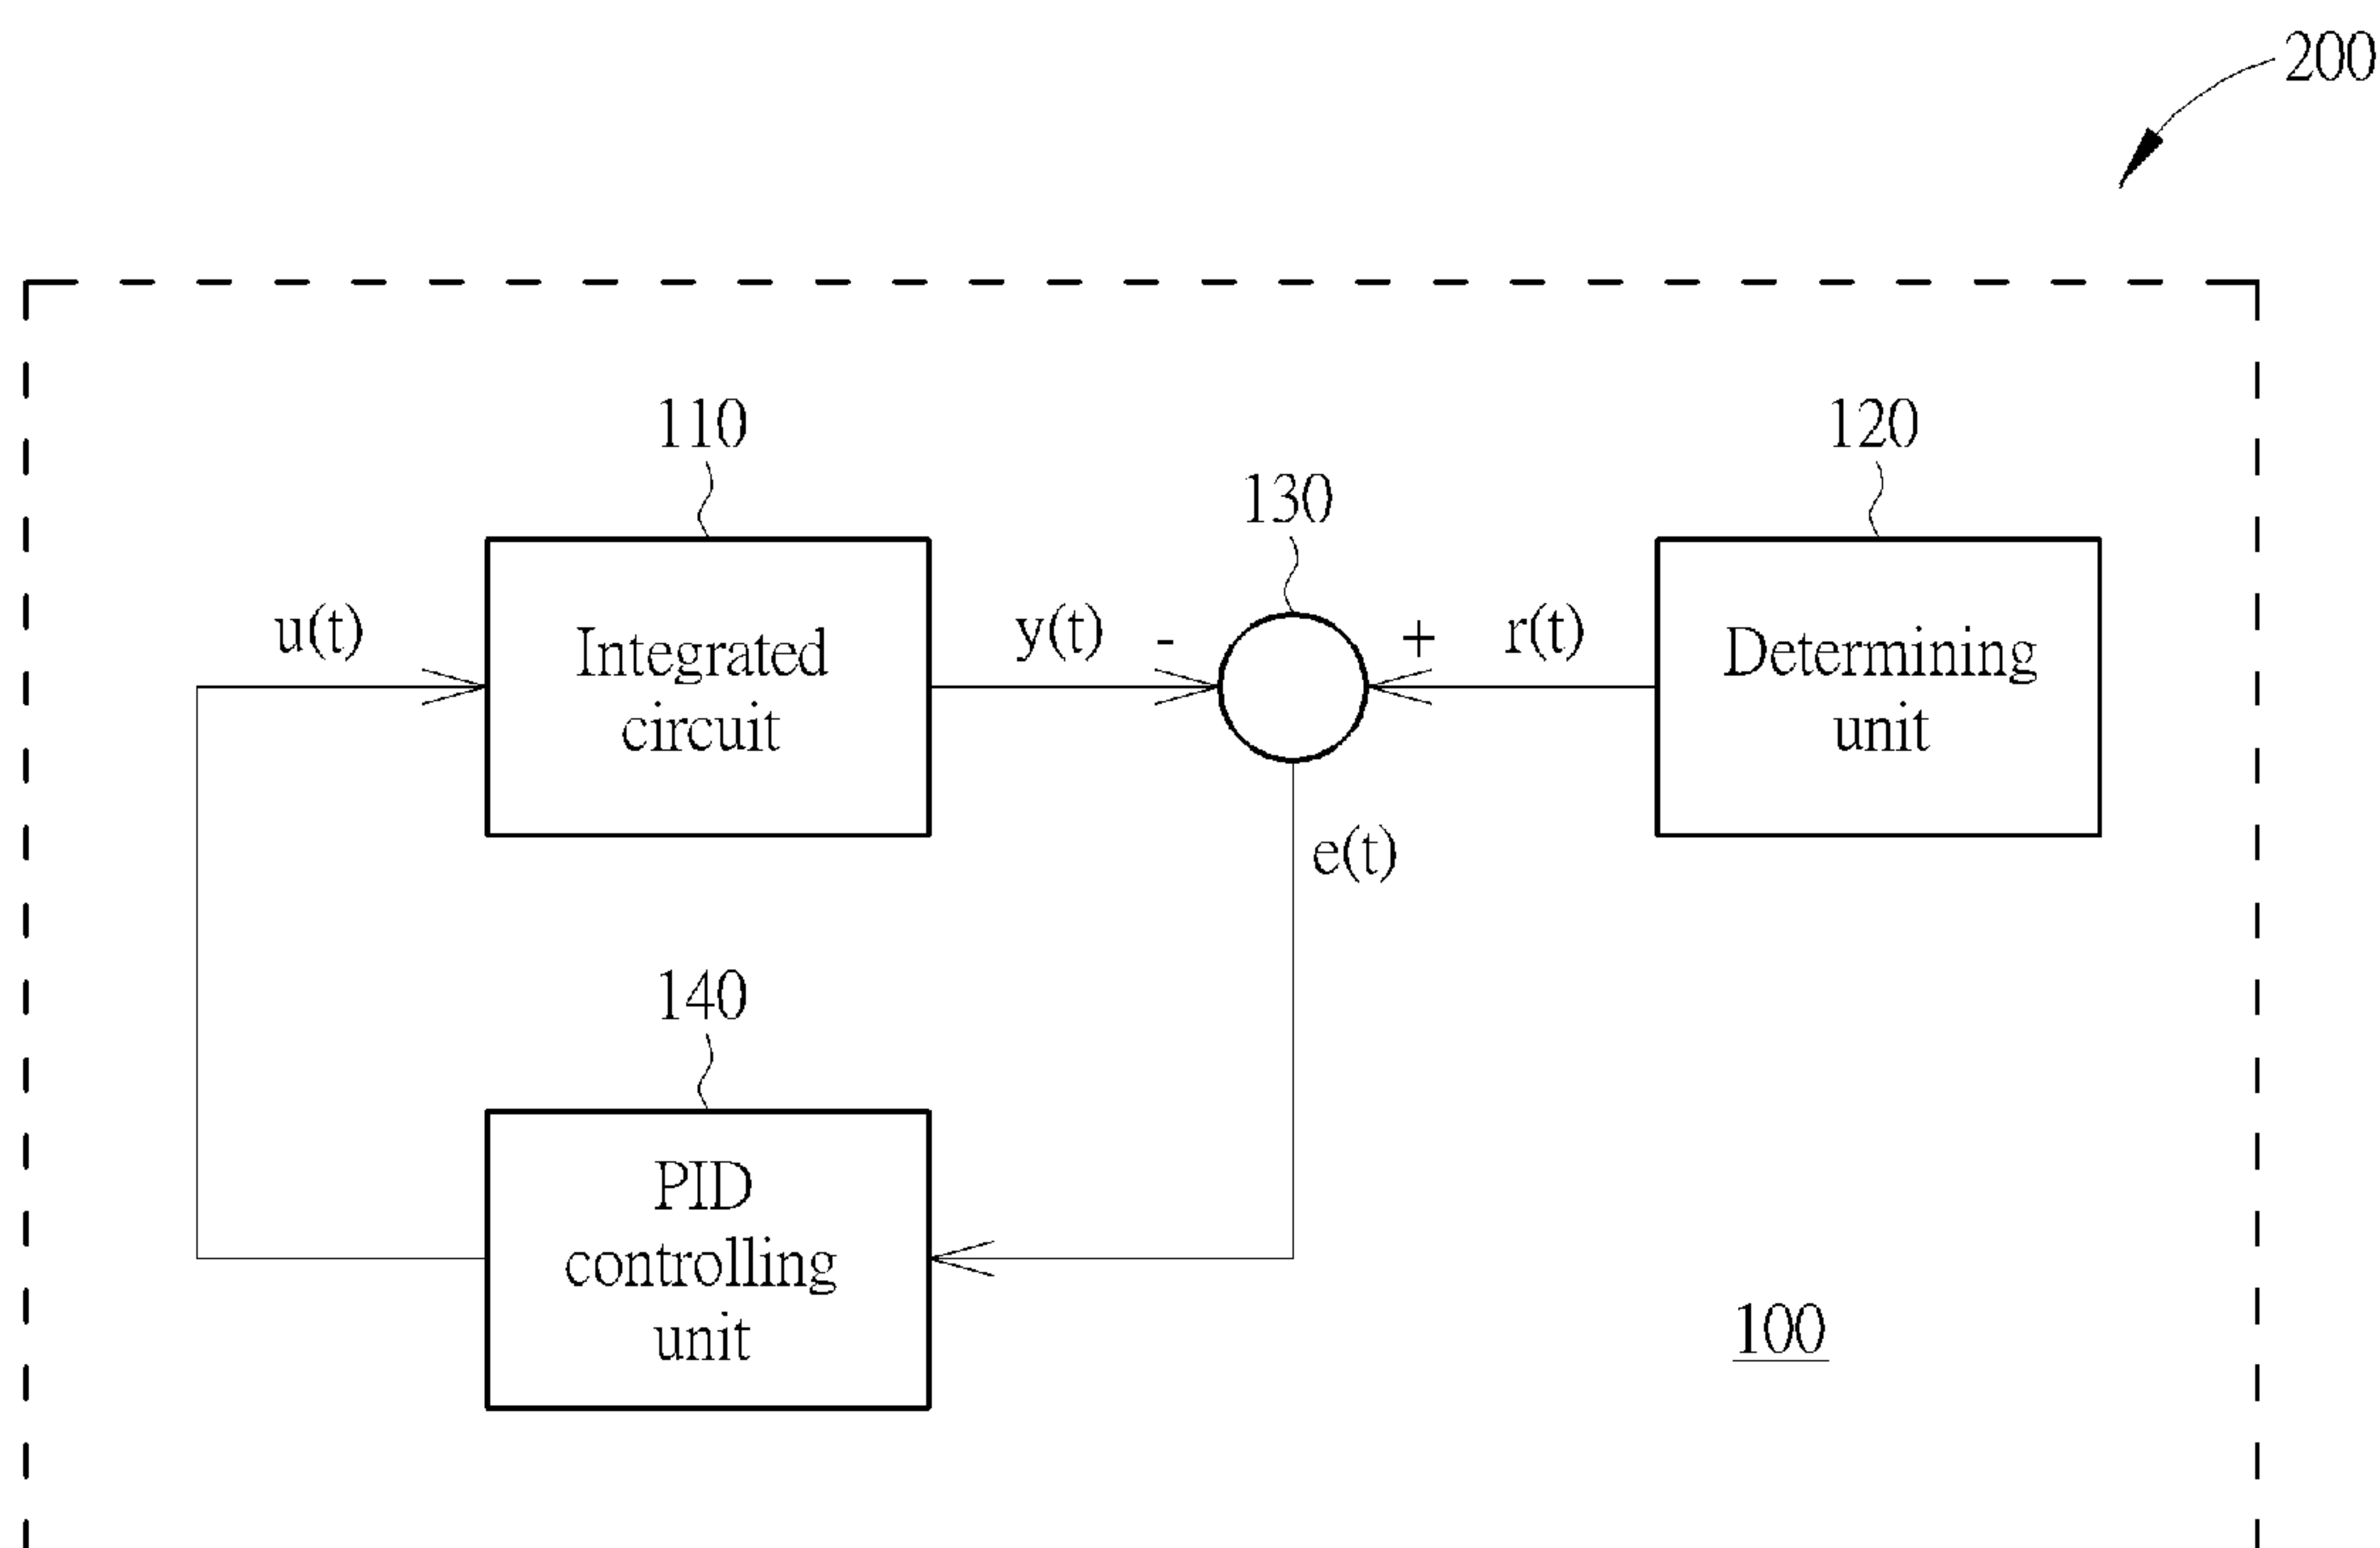 200
110
120
130
u(t)
Integrated
circuit
y(t)
-
+
r(t)
Determining
unit
e(t)
140
PID
controlling
unit
100